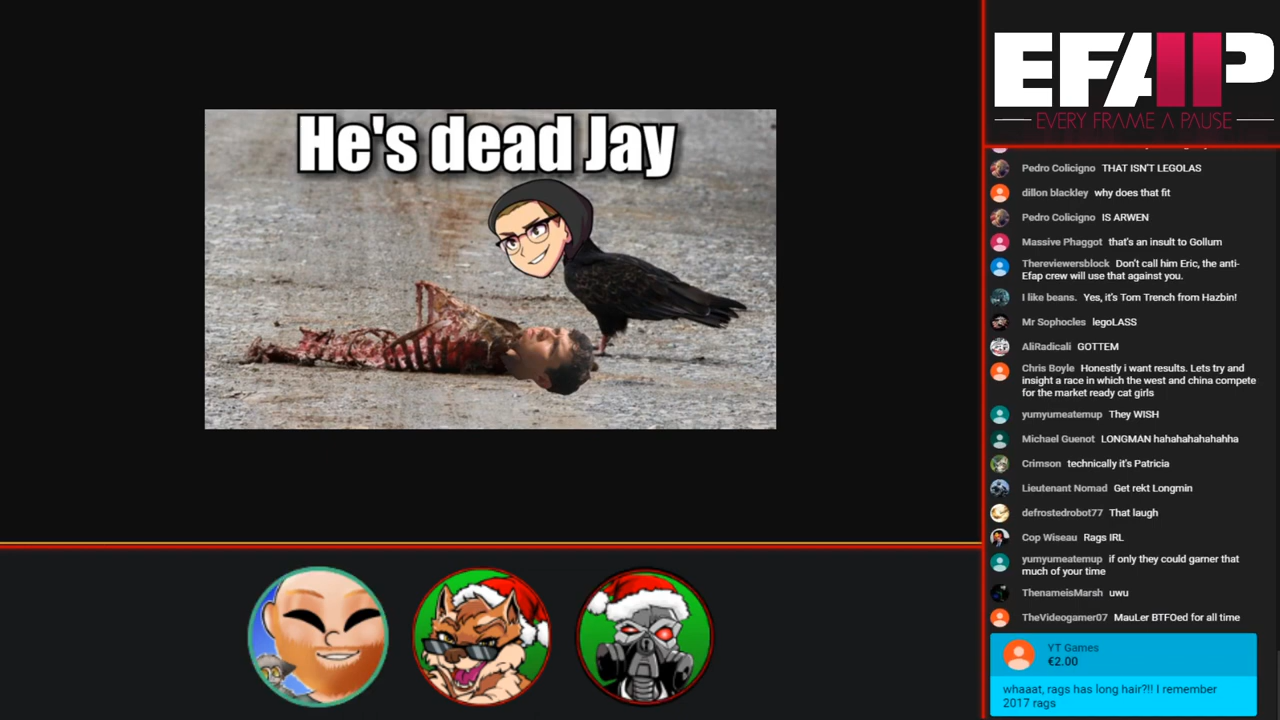 He's dead Jay
EFAP
EVERY FRAME A PAUSE
Pedro Colicigno THAT ISN'T LEGOLAS
dillon blackley why does that fit
Pedro Colicigno IS ARWEN
Massive Phaggot that's an insult to Gollum
Thereviewersblock Don't call him Eric, the anti-
Efap crew will use that against you.
I like beans. Yes, it's Tom Trench from Hazbin!
Mr Sophocles legoLASS
AliRadicali GOTTEM
Chris Boyle Honestly i want results. Lets try and
insight a race in which the west and china compete
for the market ready cat girls
yumyumeatemup They WISH
Michael Guenot LONGMAN hahahahahahahha
Crimson technically it's Patricia
Lieutenant Nomad Get rekt Longmin
defrostedrobot77 That laugh
Cop Wiseau Rags IRL
yumyumeatemup if only they could garner that
much of your time
ThenameisMarsh uwu
TheVideogamer07 MauLer BTFOed for all time
YT Games
€2.00
whaaat, rags has long hair?!! I remember
2017 rags